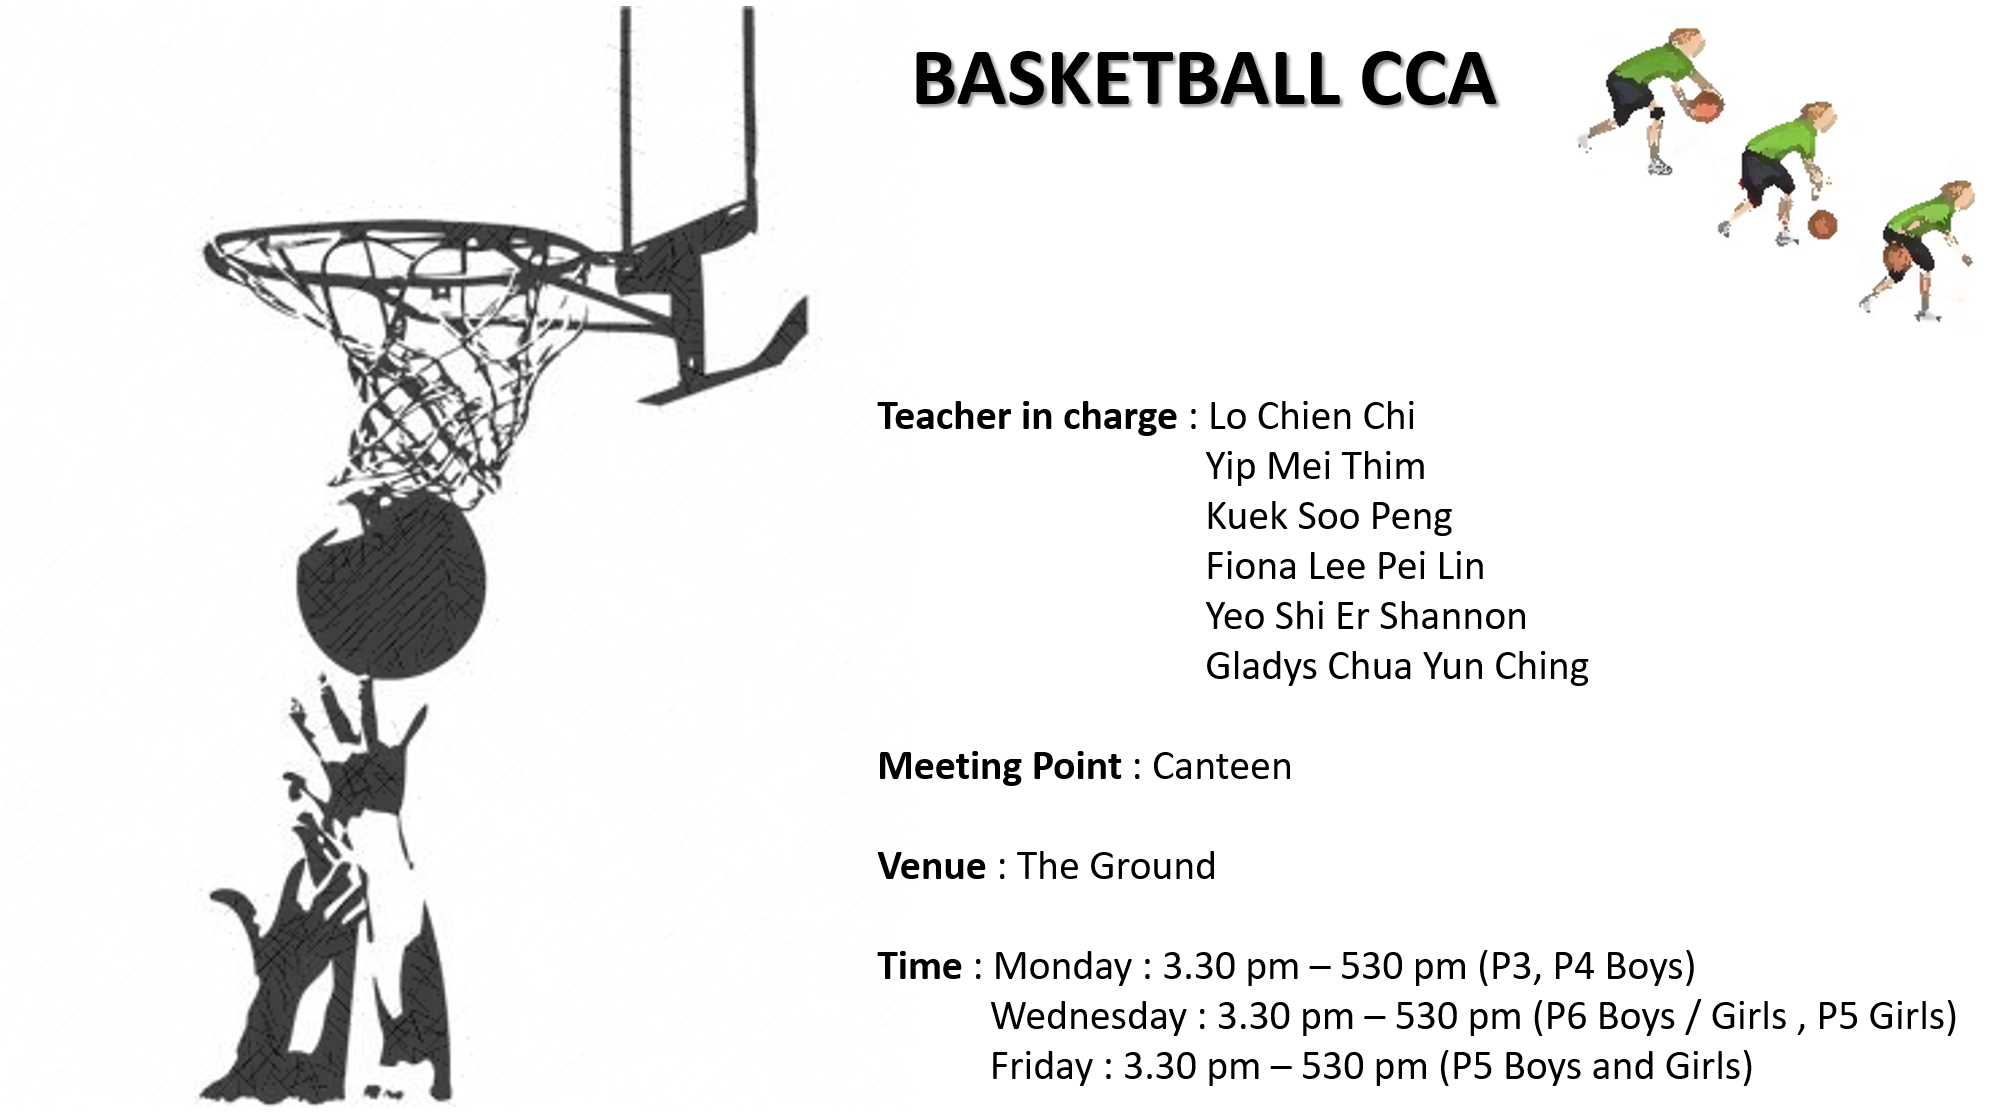 BASKETBALL CCA
Teacher in charge : Lo Chien Chi
Yip Mei Thim
Kuek Soo Peng
Fiona Lee Pei Lin
Yeo Shi Er Shannon
Gladys Chua Yun Ching
Meeting Point : Canteen
Venue : The Ground
Time : Monday : 3.30 pm – 530 pm (P3, P4 Boys)
Wednesday : 3.30 pm – 530 pm (P6 Boys / Girls , P5 Girls)
Friday : 3.30 pm – 530 pm (P5 Boys and Girls)